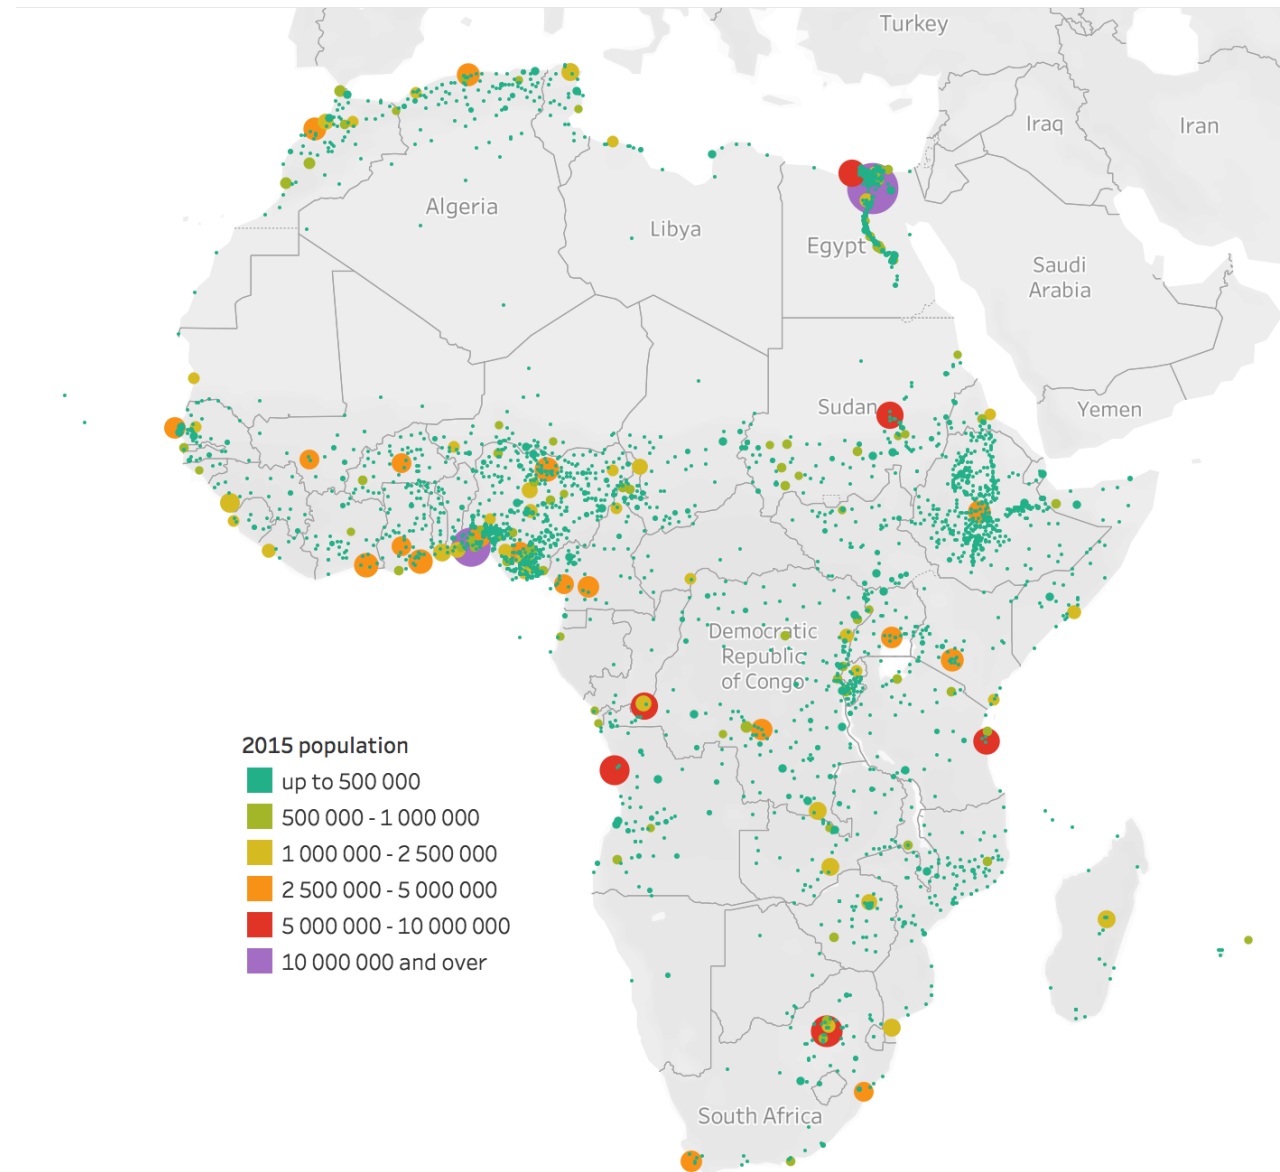 Turkey
Iraq
Iran
Algeria
Libya
Egypt
Saudi
Arabia
Sudan
Yemen
Democratic
Republic
of Congo
2015 population
up to 500 000
500 000 - 1 000 000
1 000 000 - 2 500 000
2 500 000 - 5 000 000
5 000 000 - 10 000 000
10 000 000 and over
South Africa